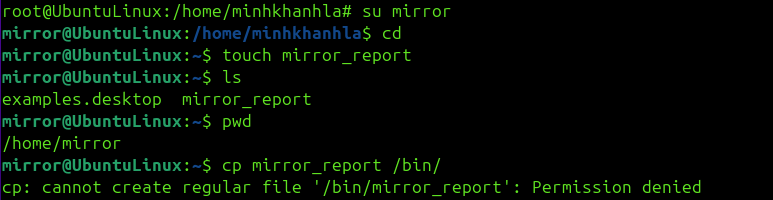 root@UbuntuLinux:/home/minhkhanhla# su mirror
mirror@UbuntuLinux:/home/minhkhanhla$ cd
mirror@UbuntuLinux:~$ touch mirror_report
mirror@UbuntuLinux:~$ ls
examples.desktop  mirror_report
mirror@UbuntuLinux:~$ pwd
/home/mirror
mirror@UbuntuLinux:~$ cp mirror_report /bin/
cp: cannot create regular file '/bin/mirror_report': Permission denied